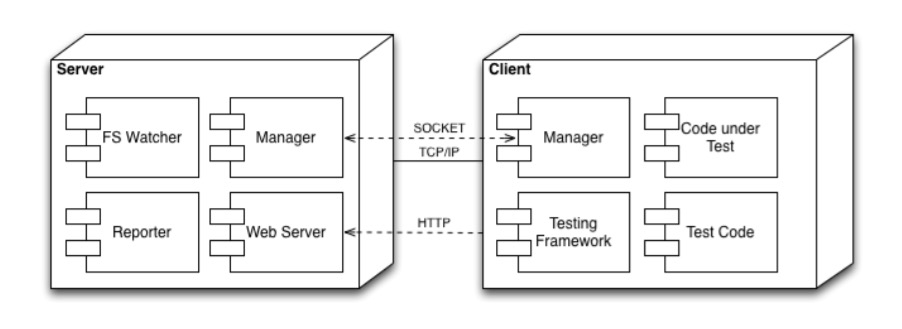 Server
Client
FS Watcher
Manager
SOCKET
TCP/IP
Manager
Code under
Test
Reporter
Web Server
HTTP
Testing
Framework
Test Code